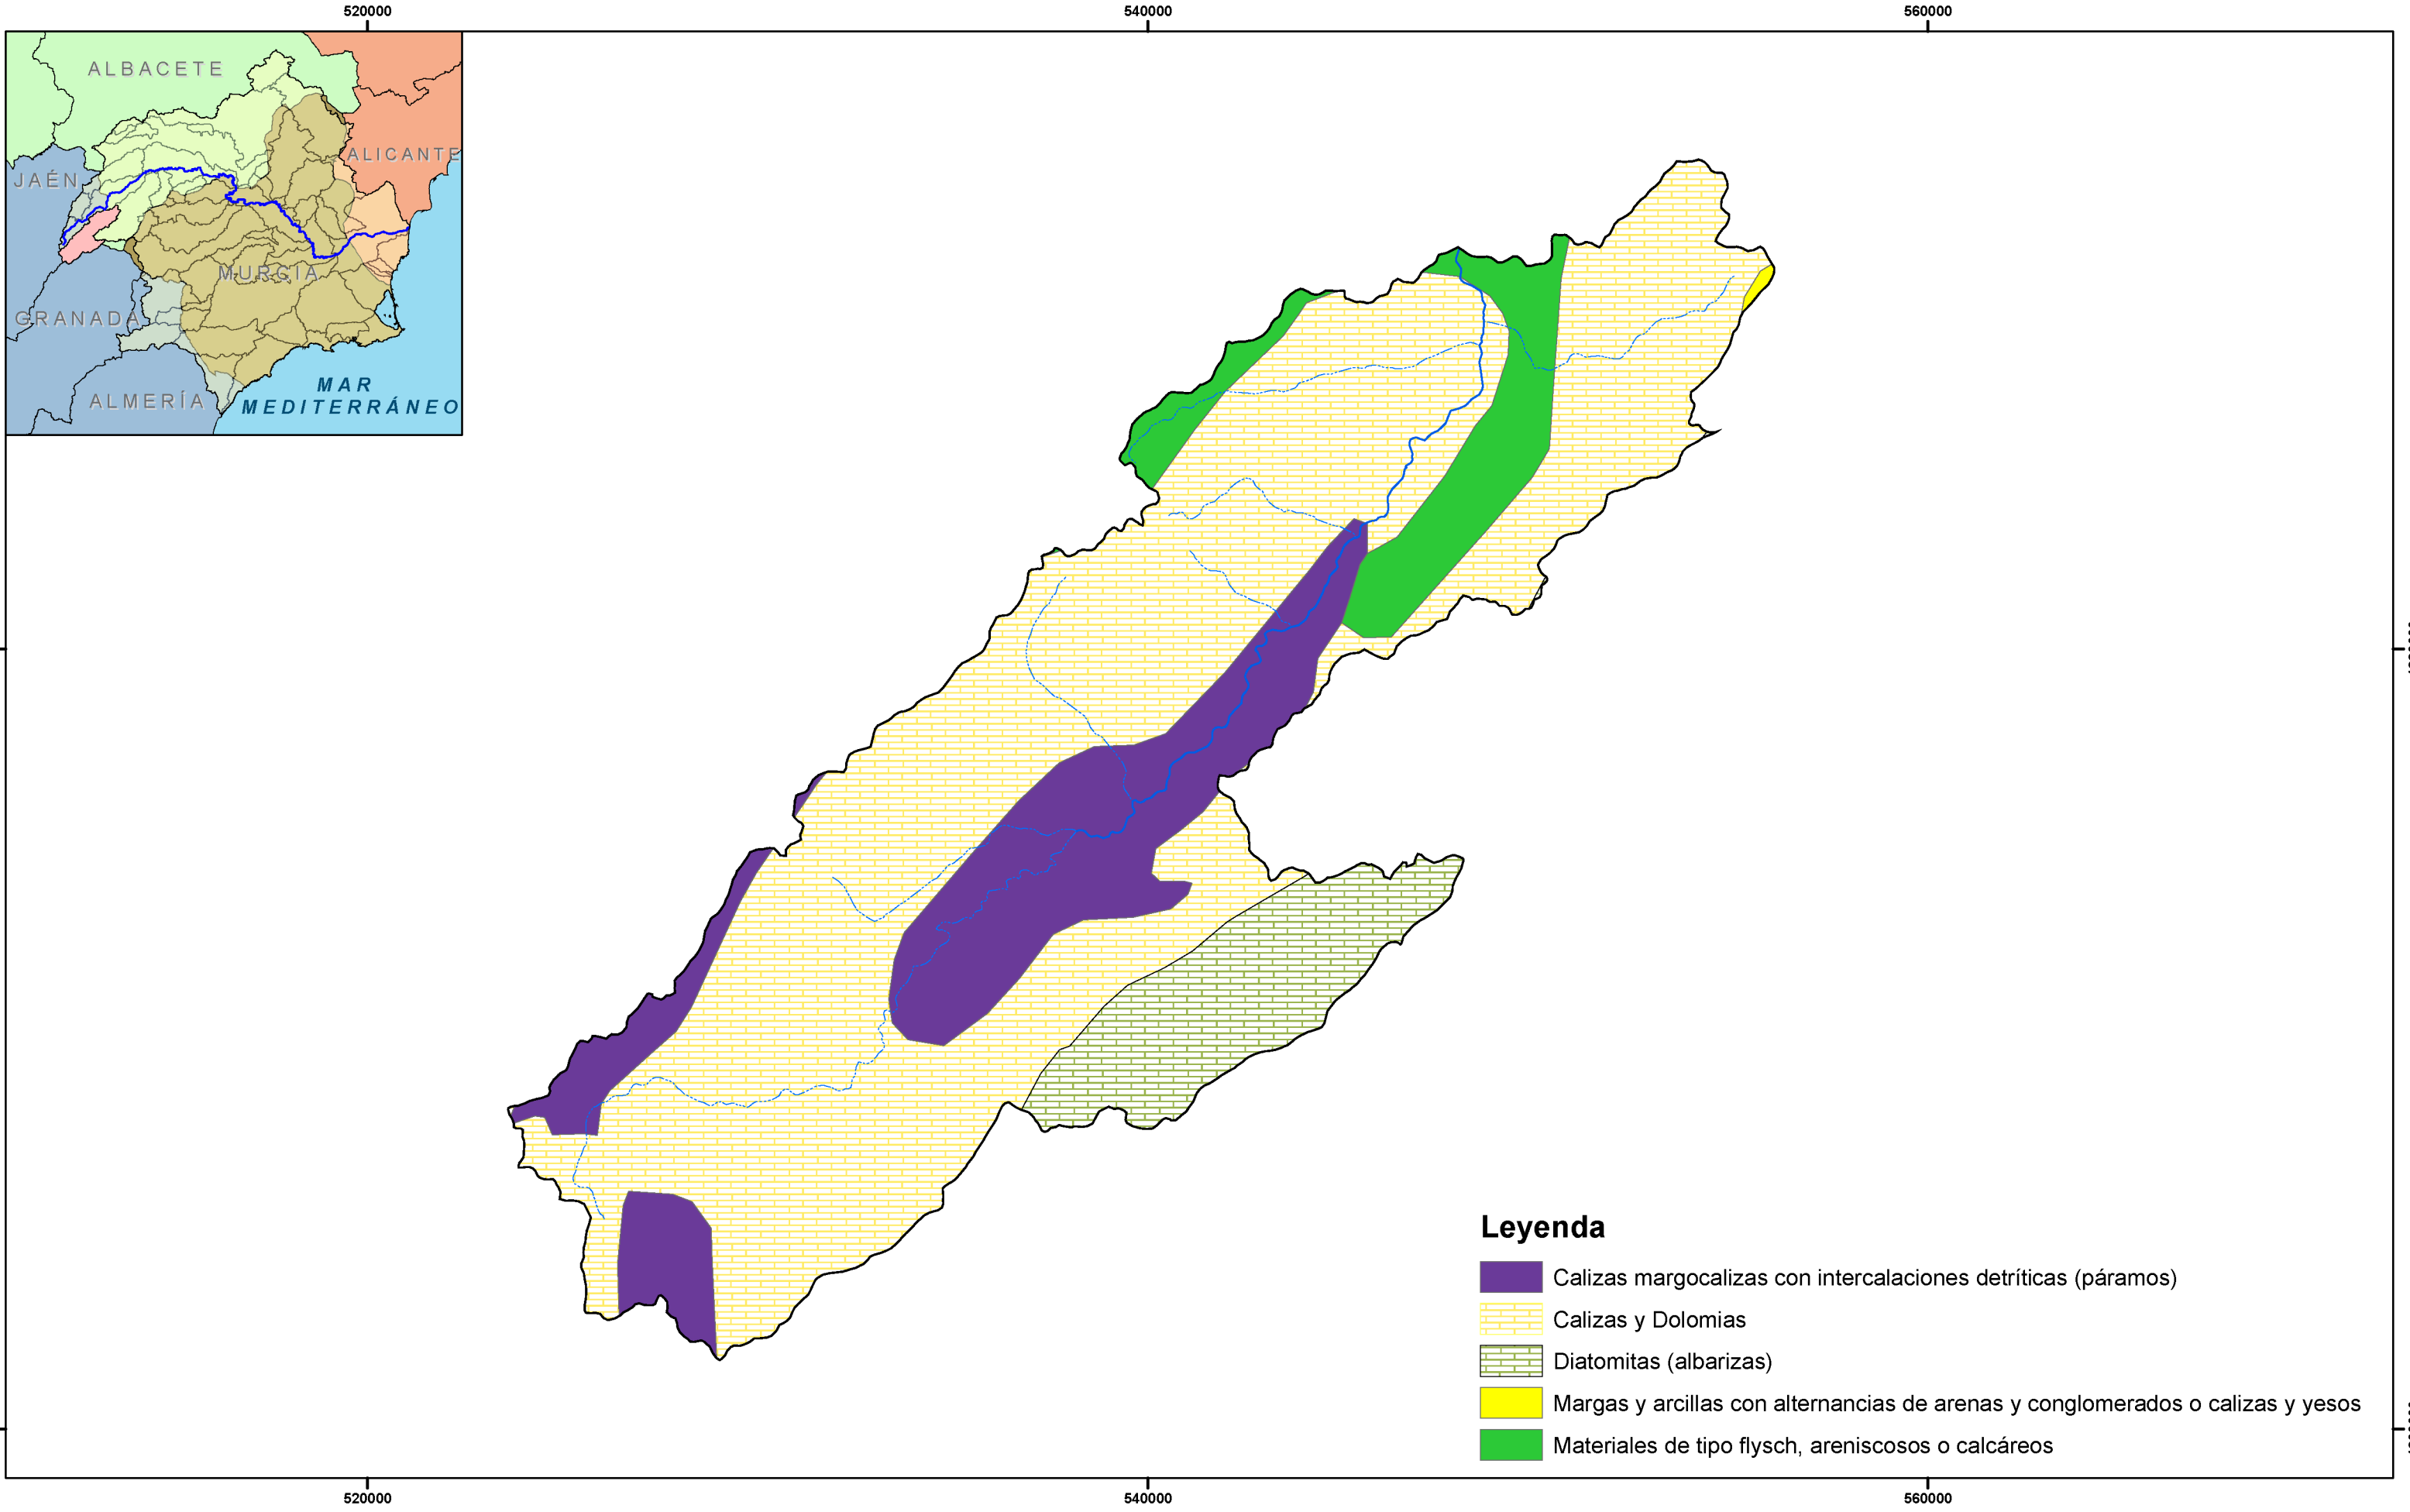 520000
540000
560000
ALBACETE
ALICANTE
JAÉN
MURCIA
GRANADA
ALMERÍA
MAR
MEDITERRÁNEO
Leyenda
Calizas margocalizas con intercalaciones detríticas (páramos)
Calizas y Dolomias
Diatomitas (albarizas)
Margas y arcillas con alternancias de arenas y conglomerados o calizas y yesos
Materiales de tipo flysch, areniscosos o calcáreos
520000
540000
560000